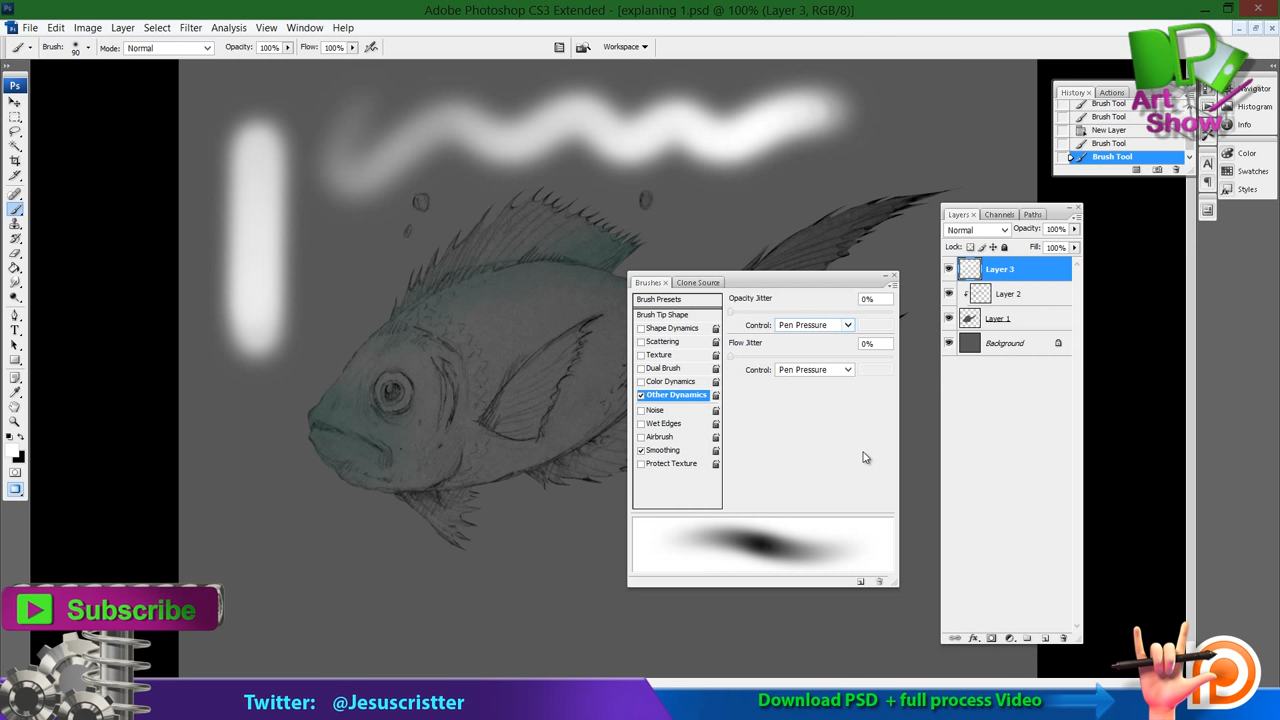 Adobe Photoshop CS3 Extended - [explaning 1.psd @ 100% (Layer 3, RGB/8)]
File Edit Image Layer Select Filter Analysis View Window Help
Brush: 90 Mode: Normal Opacity: 100% Flow: 100% Workspace
DP
Art
Show
Ps
History Actions
Brush Tool
Brush Tool
New Layer
Brush Tool
Brush Tool
Navigator
Histogram
Info
Color
Swatches
Styles
Layers Channels Paths
Normal Opacity: 100%
Lock: Fill: 100%
Layer 3
Layer 2
Layer 1
Background
Brushes Clone Source
Brush Presets
Brush Tip Shape
Shape Dynamics
Scattering
Texture
Dual Brush
Color Dynamics
Other Dynamics
Noise
Wet Edges
Airbrush
Smoothing
Protect Texture
Opacity Jitter 0%
Control: Pen Pressure
Flow Jitter 0%
Control: Pen Pressure
Subscribe
Twitter: @Jesuscristter
Download PSD + full process Video